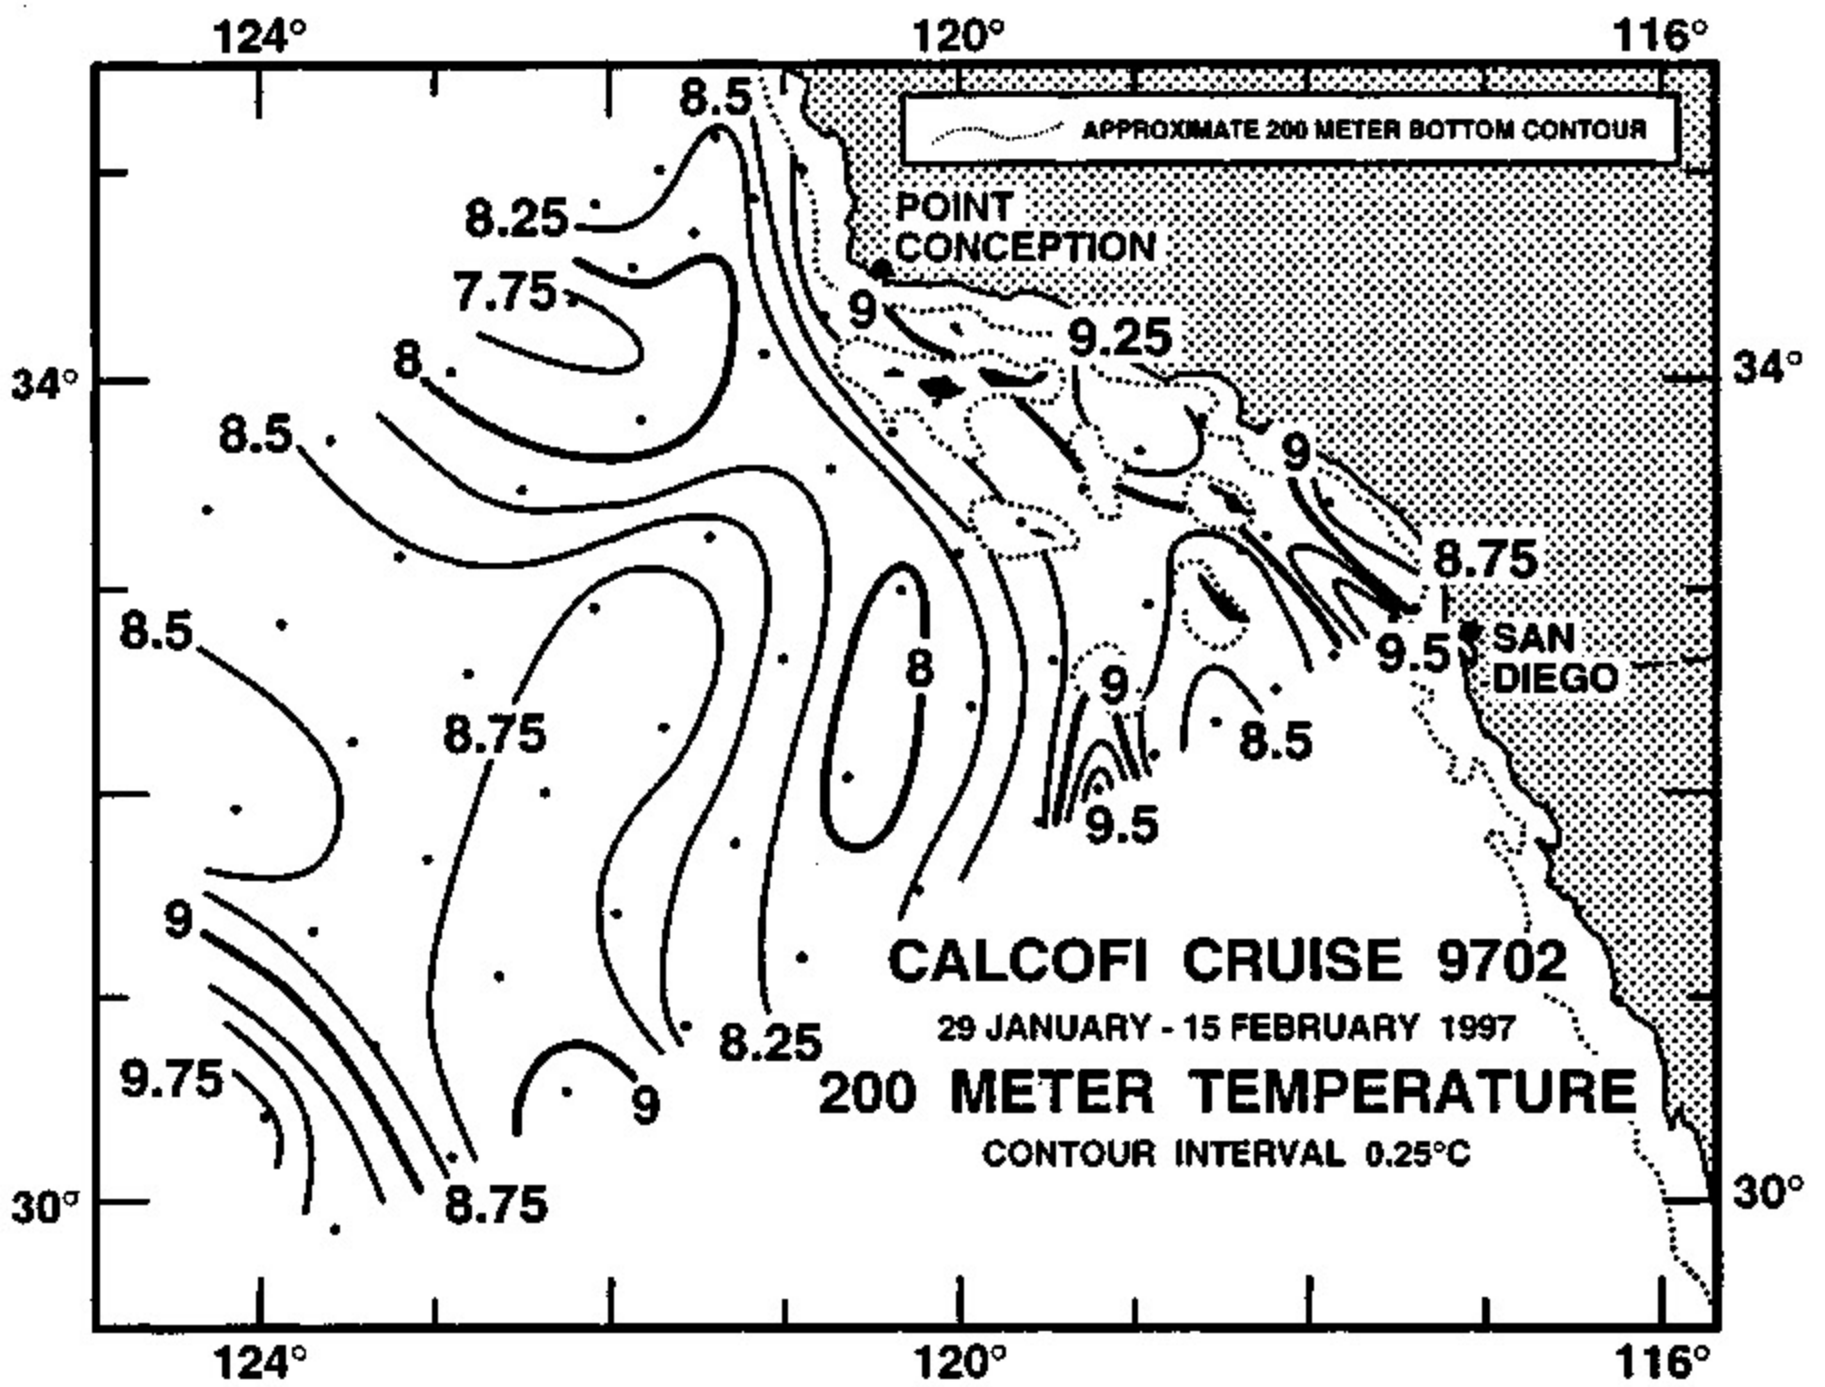 124° 120° 116°
8.5
APPROXIMATE 200 METER BOTTOM CONTOUR
8.25
POINT
CONCEPTION
7.75
9
9.25
8
34° 34°
8.5
9
8.75
8.5
9.5
SAN
DIEGO
8
9
8.75
8.5
9.5
9
CALCOFI CRUISE 9702
29 JANUARY - 15 FEBRUARY 1997
8.25
9.75
200 METER TEMPERATURE
9
CONTOUR INTERVAL 0.25°C
8.75
30° 30°
124° 120° 116°